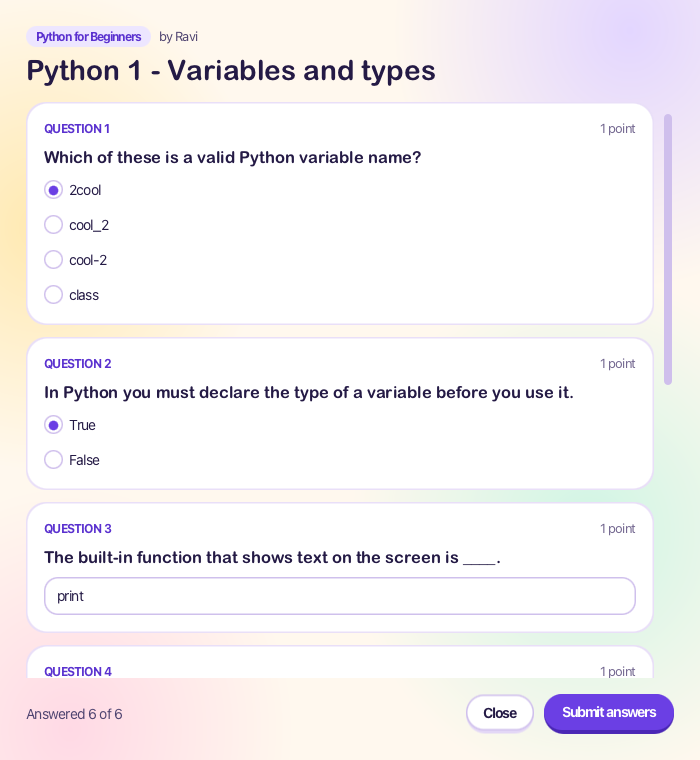 Python for Beginners by Ravi
Python 1 - Variables and types
QUESTION 1 1 point
Which of these is a valid Python variable name?
2cool
cool_2
cool-2
class
QUESTION 2 1 point
In Python you must declare the type of a variable before you use it.
True
False
QUESTION 3 1 point
The built-in function that shows text on the screen is ____.
print
QUESTION 4 1 point
Answered 6 of 6 Close Submit answers